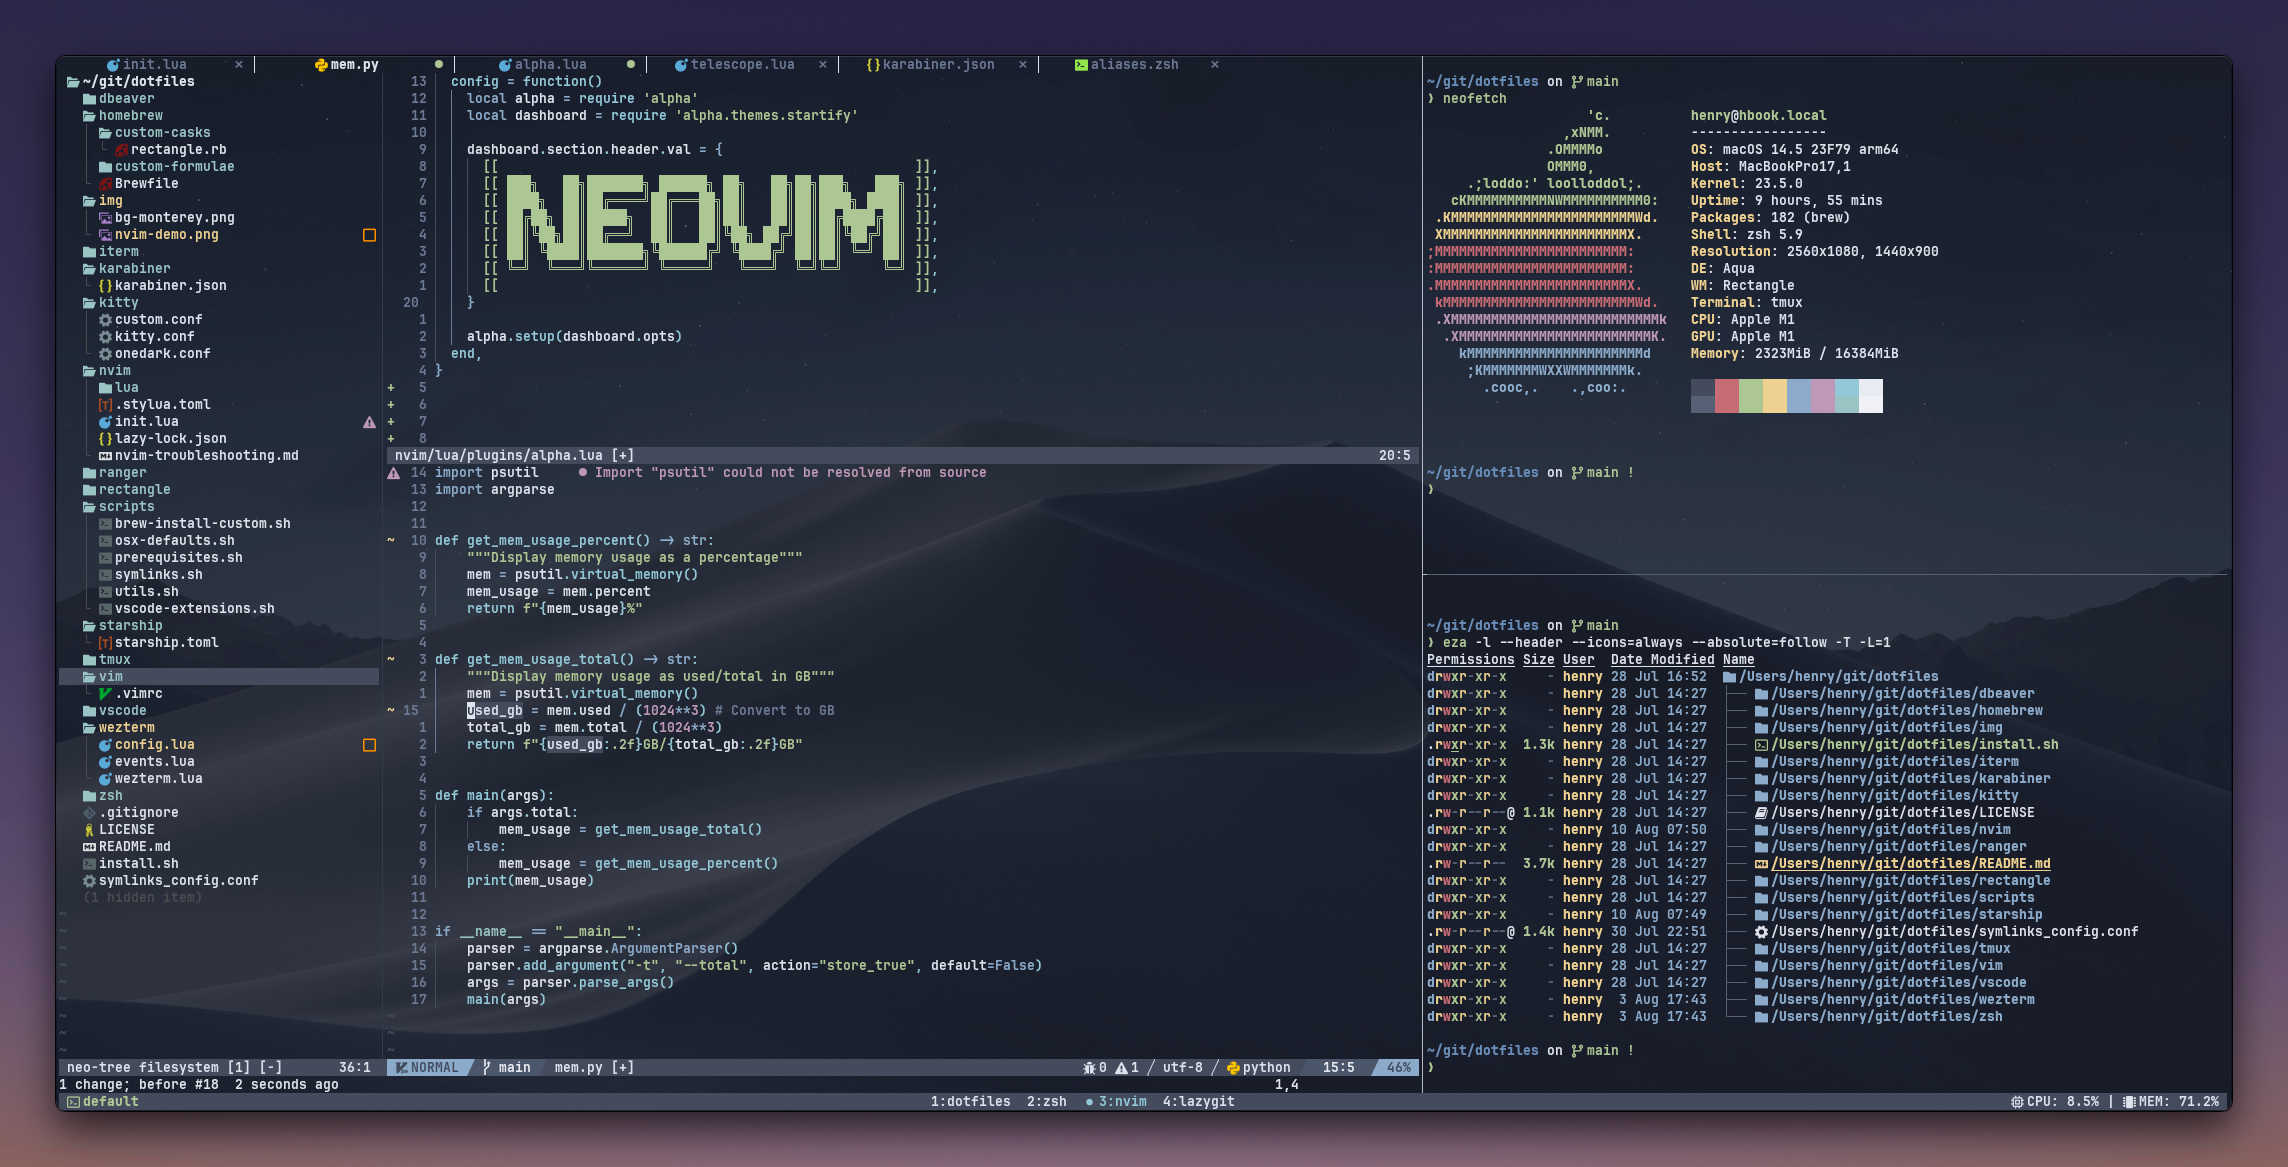 init.lua × mem.py ● alpha.lua ● telescope.lua × {} karabiner.json × aliases.zsh ×
~/git/dotfiles
dbeaver
homebrew
custom-casks
rectangle.rb
custom-formulae
Brewfile
img
bg-monterey.png
nvim-demo.png
iterm
karabiner
{} karabiner.json
kitty
custom.conf
kitty.conf
onedark.conf
nvim
lua
[T] .stylua.toml
init.lua
{} lazy-lock.json
nvim-troubleshooting.md
ranger
rectangle
scripts
brew-install-custom.sh
osx-defaults.sh
prerequisites.sh
symlinks.sh
utils.sh
vscode-extensions.sh
starship
[T] starship.toml
tmux
vim
.vimrc
vscode
wezterm
config.lua
events.lua
wezterm.lua
zsh
.gitignore
LICENSE
README.md
install.sh
symlinks_config.conf
(1 hidden item)
~
~
~
~
~
~
~
~
~
neo-tree filesystem [1] [-] 36:1
13 config = function()
12 local alpha = require 'alpha'
11 local dashboard = require 'alpha.themes.startify'
10
9 dashboard.section.header.val = {
8 [[ ]],
7 [[ ]],
6 [[ ]],
5 [[ NEOVIM ]],
4 [[ ]],
3 [[ ]],
2 [[ ]],
1 [[ ]],
20 }
1
2 alpha.setup(dashboard.opts)
3 end,
4 }
+ 5
+ 6
+ 7
+ 8
nvim/lua/plugins/alpha.lua [+] 20:5
14 import psutil ● Import "psutil" could not be resolved from source
13 import argparse
12
11
~ 10 def get_mem_usage_percent() -> str:
9 """Display memory usage as a percentage"""
8 mem = psutil.virtual_memory()
7 mem_usage = mem.percent
6 return f"{mem_usage}%"
5
4
~ 3 def get_mem_usage_total() -> str:
2 """Display memory usage as used/total in GB"""
1 mem = psutil.virtual_memory()
~ 15 used_gb = mem.used / (1024**3) # Convert to GB
1 total_gb = mem.total / (1024**3)
2 return f"{used_gb:.2f}GB/{total_gb:.2f}GB"
3
4
5 def main(args):
6 if args.total:
7 mem_usage = get_mem_usage_total()
8 else:
9 mem_usage = get_mem_usage_percent()
10 print(mem_usage)
11
12
13 if __name__ == "__main__":
14 parser = argparse.ArgumentParser()
15 parser.add_argument("-t", "--total", action="store_true", default=False)
16 args = parser.parse_args()
17 main(args)
~
~
~
NORMAL main mem.py [+] 0 1 / utf-8 / python 15:5 46%
1 change; before #18 2 seconds ago 1,4
~/git/dotfiles on main
❯ neofetch
'c.
,xNMM.
.OMMMMo
OMMM0,
.;loddo:' loolloddol;.
cKMMMMMMMMMMNWMMMMMMMMMM0:
.KMMMMMMMMMMMMMMMMMMMMMMMWd.
XMMMMMMMMMMMMMMMMMMMMMMMX.
;MMMMMMMMMMMMMMMMMMMMMMMM:
:MMMMMMMMMMMMMMMMMMMMMMMM:
.MMMMMMMMMMMMMMMMMMMMMMMMX.
kMMMMMMMMMMMMMMMMMMMMMMMMWd.
.XMMMMMMMMMMMMMMMMMMMMMMMMMMk
.XMMMMMMMMMMMMMMMMMMMMMMMMK.
kMMMMMMMMMMMMMMMMMMMMMMd
;KMMMMMMMWXXWMMMMMMMk.
.cooc,. .,coo:.
henry@hbook.local
-----------------
OS: macOS 14.5 23F79 arm64
Host: MacBookPro17,1
Kernel: 23.5.0
Uptime: 9 hours, 55 mins
Packages: 182 (brew)
Shell: zsh 5.9
Resolution: 2560x1080, 1440x900
DE: Aqua
WM: Rectangle
Terminal: tmux
CPU: Apple M1
GPU: Apple M1
Memory: 2323MiB / 16384MiB
~/git/dotfiles on main !
❯
~/git/dotfiles on main
❯ eza -l --header --icons=always --absolute=follow -T -L=1
Permissions Size User Date Modified Name
drwxr-xr-x - henry 28 Jul 16:52 /Users/henry/git/dotfiles
drwxr-xr-x - henry 28 Jul 14:27 /Users/henry/git/dotfiles/dbeaver
drwxr-xr-x - henry 28 Jul 14:27 /Users/henry/git/dotfiles/homebrew
drwxr-xr-x - henry 28 Jul 14:27 /Users/henry/git/dotfiles/img
.rwxr-xr-x 1.3k henry 28 Jul 14:27 /Users/henry/git/dotfiles/install.sh
drwxr-xr-x - henry 28 Jul 14:27 /Users/henry/git/dotfiles/iterm
drwxr-xr-x - henry 28 Jul 14:27 /Users/henry/git/dotfiles/karabiner
drwxr-xr-x - henry 28 Jul 14:27 /Users/henry/git/dotfiles/kitty
.rw-r--r--@ 1.1k henry 28 Jul 14:27 /Users/henry/git/dotfiles/LICENSE
drwxr-xr-x - henry 10 Aug 07:50 /Users/henry/git/dotfiles/nvim
drwxr-xr-x - henry 28 Jul 14:27 /Users/henry/git/dotfiles/ranger
.rw-r--r-- 3.7k henry 28 Jul 14:27 /Users/henry/git/dotfiles/README.md
drwxr-xr-x - henry 28 Jul 14:27 /Users/henry/git/dotfiles/rectangle
drwxr-xr-x - henry 28 Jul 14:27 /Users/henry/git/dotfiles/scripts
drwxr-xr-x - henry 10 Aug 07:49 /Users/henry/git/dotfiles/starship
.rw-r--r--@ 1.4k henry 30 Jul 22:51 /Users/henry/git/dotfiles/symlinks_config.conf
drwxr-xr-x - henry 28 Jul 14:27 /Users/henry/git/dotfiles/tmux
drwxr-xr-x - henry 28 Jul 14:27 /Users/henry/git/dotfiles/vim
drwxr-xr-x - henry 28 Jul 14:27 /Users/henry/git/dotfiles/vscode
drwxr-xr-x - henry 3 Aug 17:43 /Users/henry/git/dotfiles/wezterm
drwxr-xr-x - henry 3 Aug 17:43 /Users/henry/git/dotfiles/zsh
~/git/dotfiles on main !
❯
default 1:dotfiles 2:zsh ● 3:nvim 4:lazygit CPU: 8.5% | MEM: 71.2%